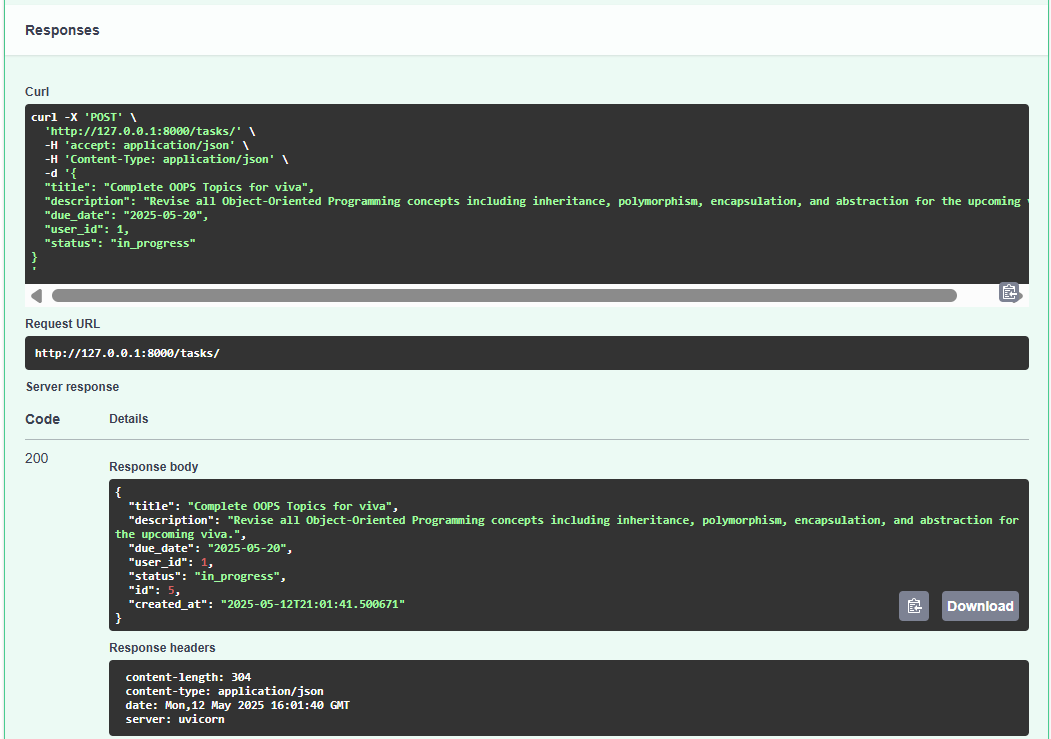 Responses
Curl
curl -X 'POST' \
  'http://127.0.0.1:8000/tasks/' \
  -H 'accept: application/json' \
  -H 'Content-Type: application/json' \
  -d '{
  "title": "Complete OOPS Topics for viva",
  "description": "Revise all Object-Oriented Programming concepts including inheritance, polymorphism, encapsulation, and abstraction for the upcoming
  "due_date": "2025-05-20",
  "user_id": 1,
  "status": "in_progress"
}
'
Request URL
http://127.0.0.1:8000/tasks/
Server response
Code Details
200
Response body
{
  "title": "Complete OOPS Topics for viva",
  "description": "Revise all Object-Oriented Programming concepts including inheritance, polymorphism, encapsulation, and abstraction for
the upcoming viva.",
  "due_date": "2025-05-20",
  "user_id": 1,
  "status": "in_progress",
  "id": 5,
  "created_at": "2025-05-12T21:01:41.500671"
}
Download
Response headers
content-length: 304
content-type: application/json
date: Mon,12 May 2025 16:01:40 GMT
server: uvicorn